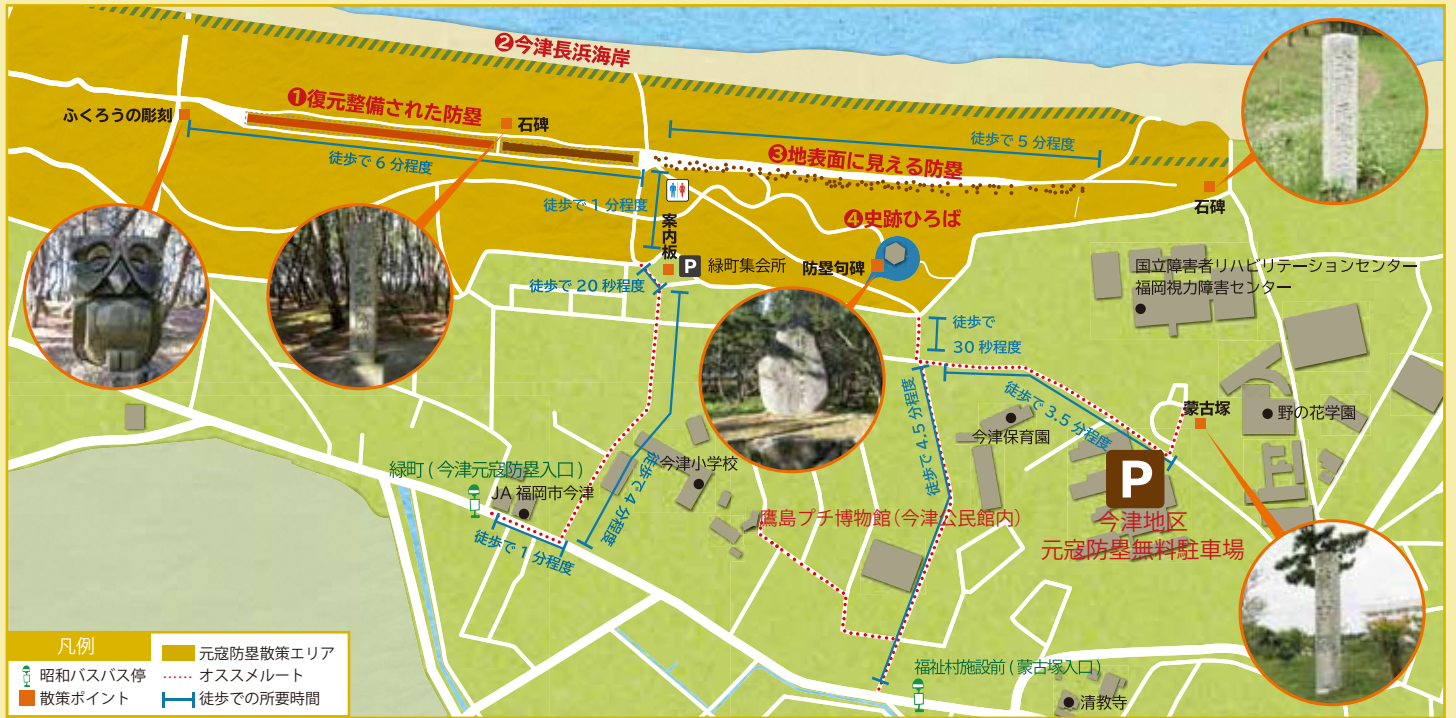 ❷今津長浜海岸
❶復元整備された防塁
ふくろうの彫刻
石碑
徒歩で 6 分程度
徒歩で 5 分程度
❸地表面に見える防塁
徒歩で 1 分程度
案内板
❹史跡ひろば
石碑
P
緑町集会所
防塁句碑
徒歩で 20 秒程度
国立障害者リハビリテーションセンター
福岡視力障害センター
徒歩で
30 秒程度
徒歩で 3.5 分程度
徒歩で 4.5 分程度
蒙古塚
野の花学園
今津保育園
緑町 ( 今津元寇防塁入口 )
JA 福岡市今津
今津小学校
徒歩で 4 分程度
徒歩で 1 分程度
P
今津地区
元寇防塁無料駐車場
鷹島プチ博物館(今津公民館内)
福祉村施設前 ( 蒙古塚入口 )
清教寺
凡例
昭和バスバス停
散策ポイント
元寇防塁散策エリア
オススメルート
徒歩での所要時間